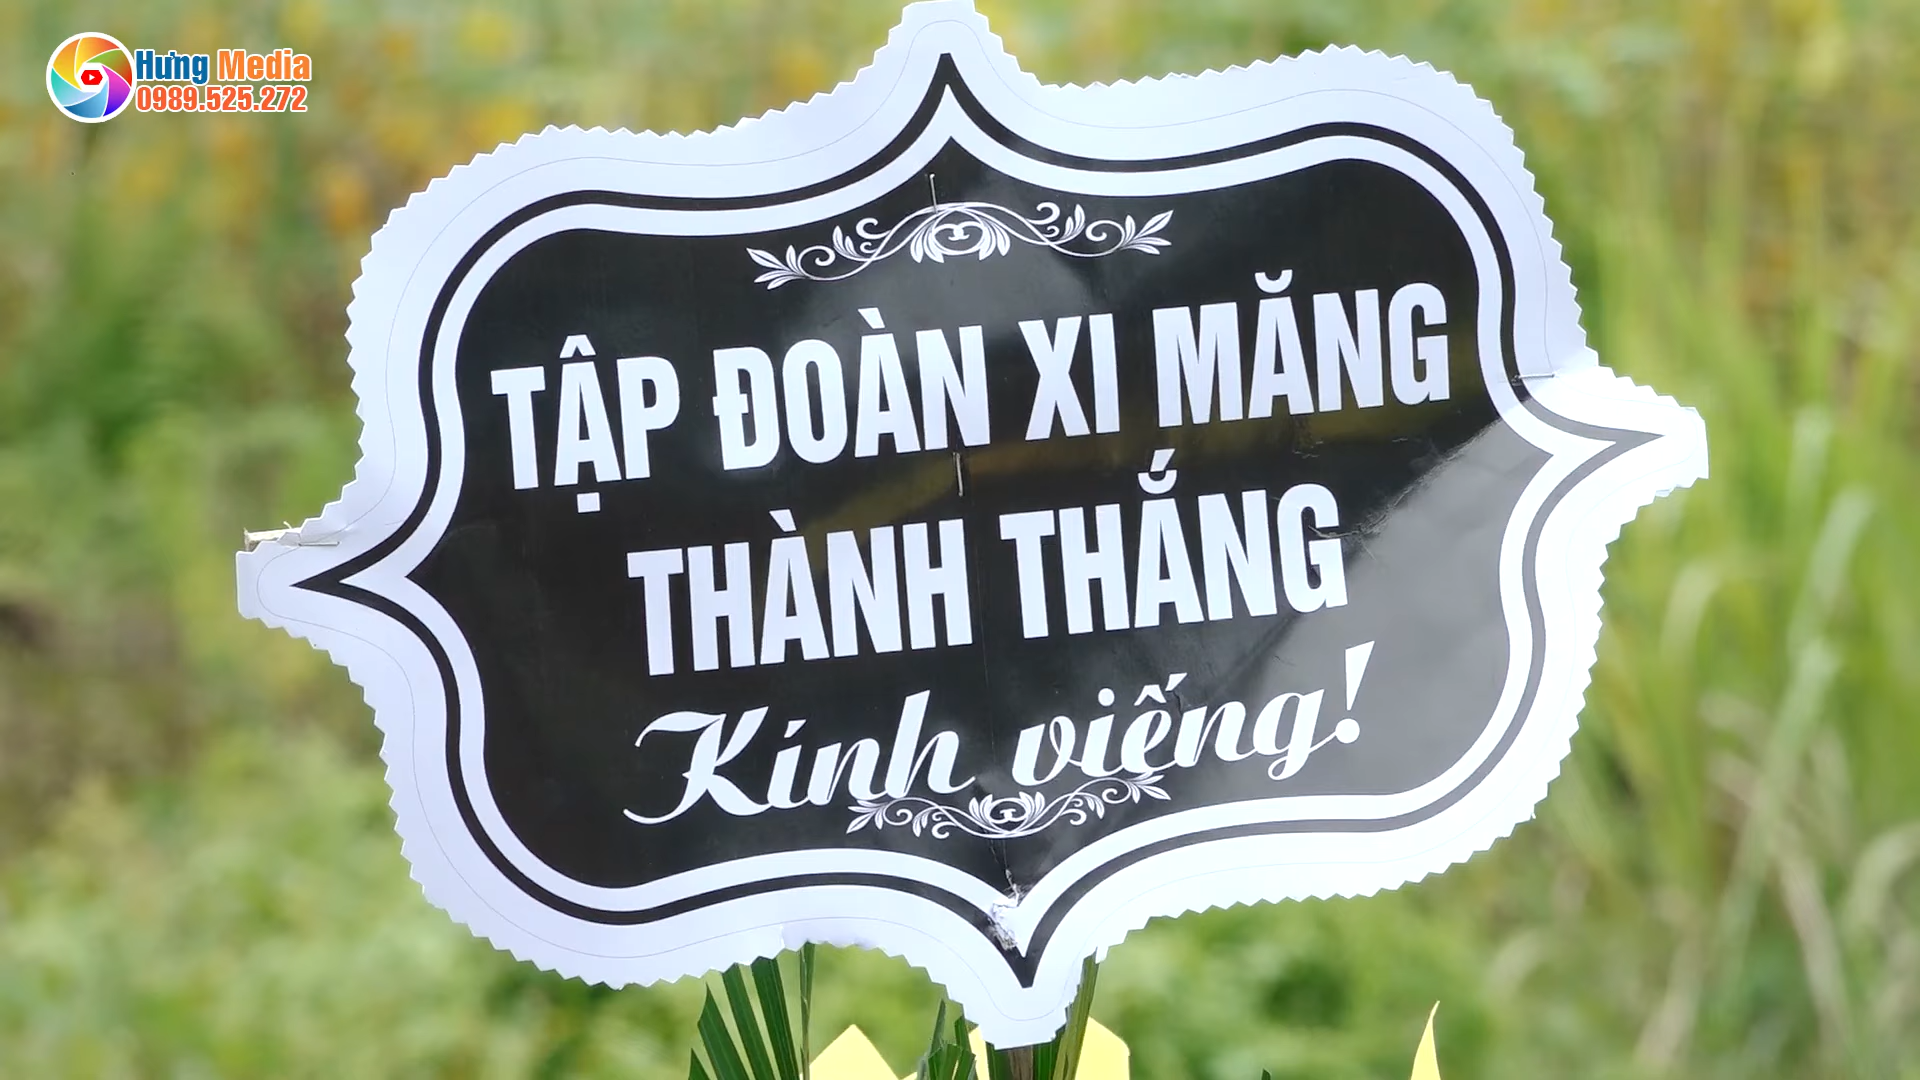 Hưng Media
0989.525.272
TẬP ĐOÀN XI MĂNG
THÀNH THẮNG
Kính viếng!